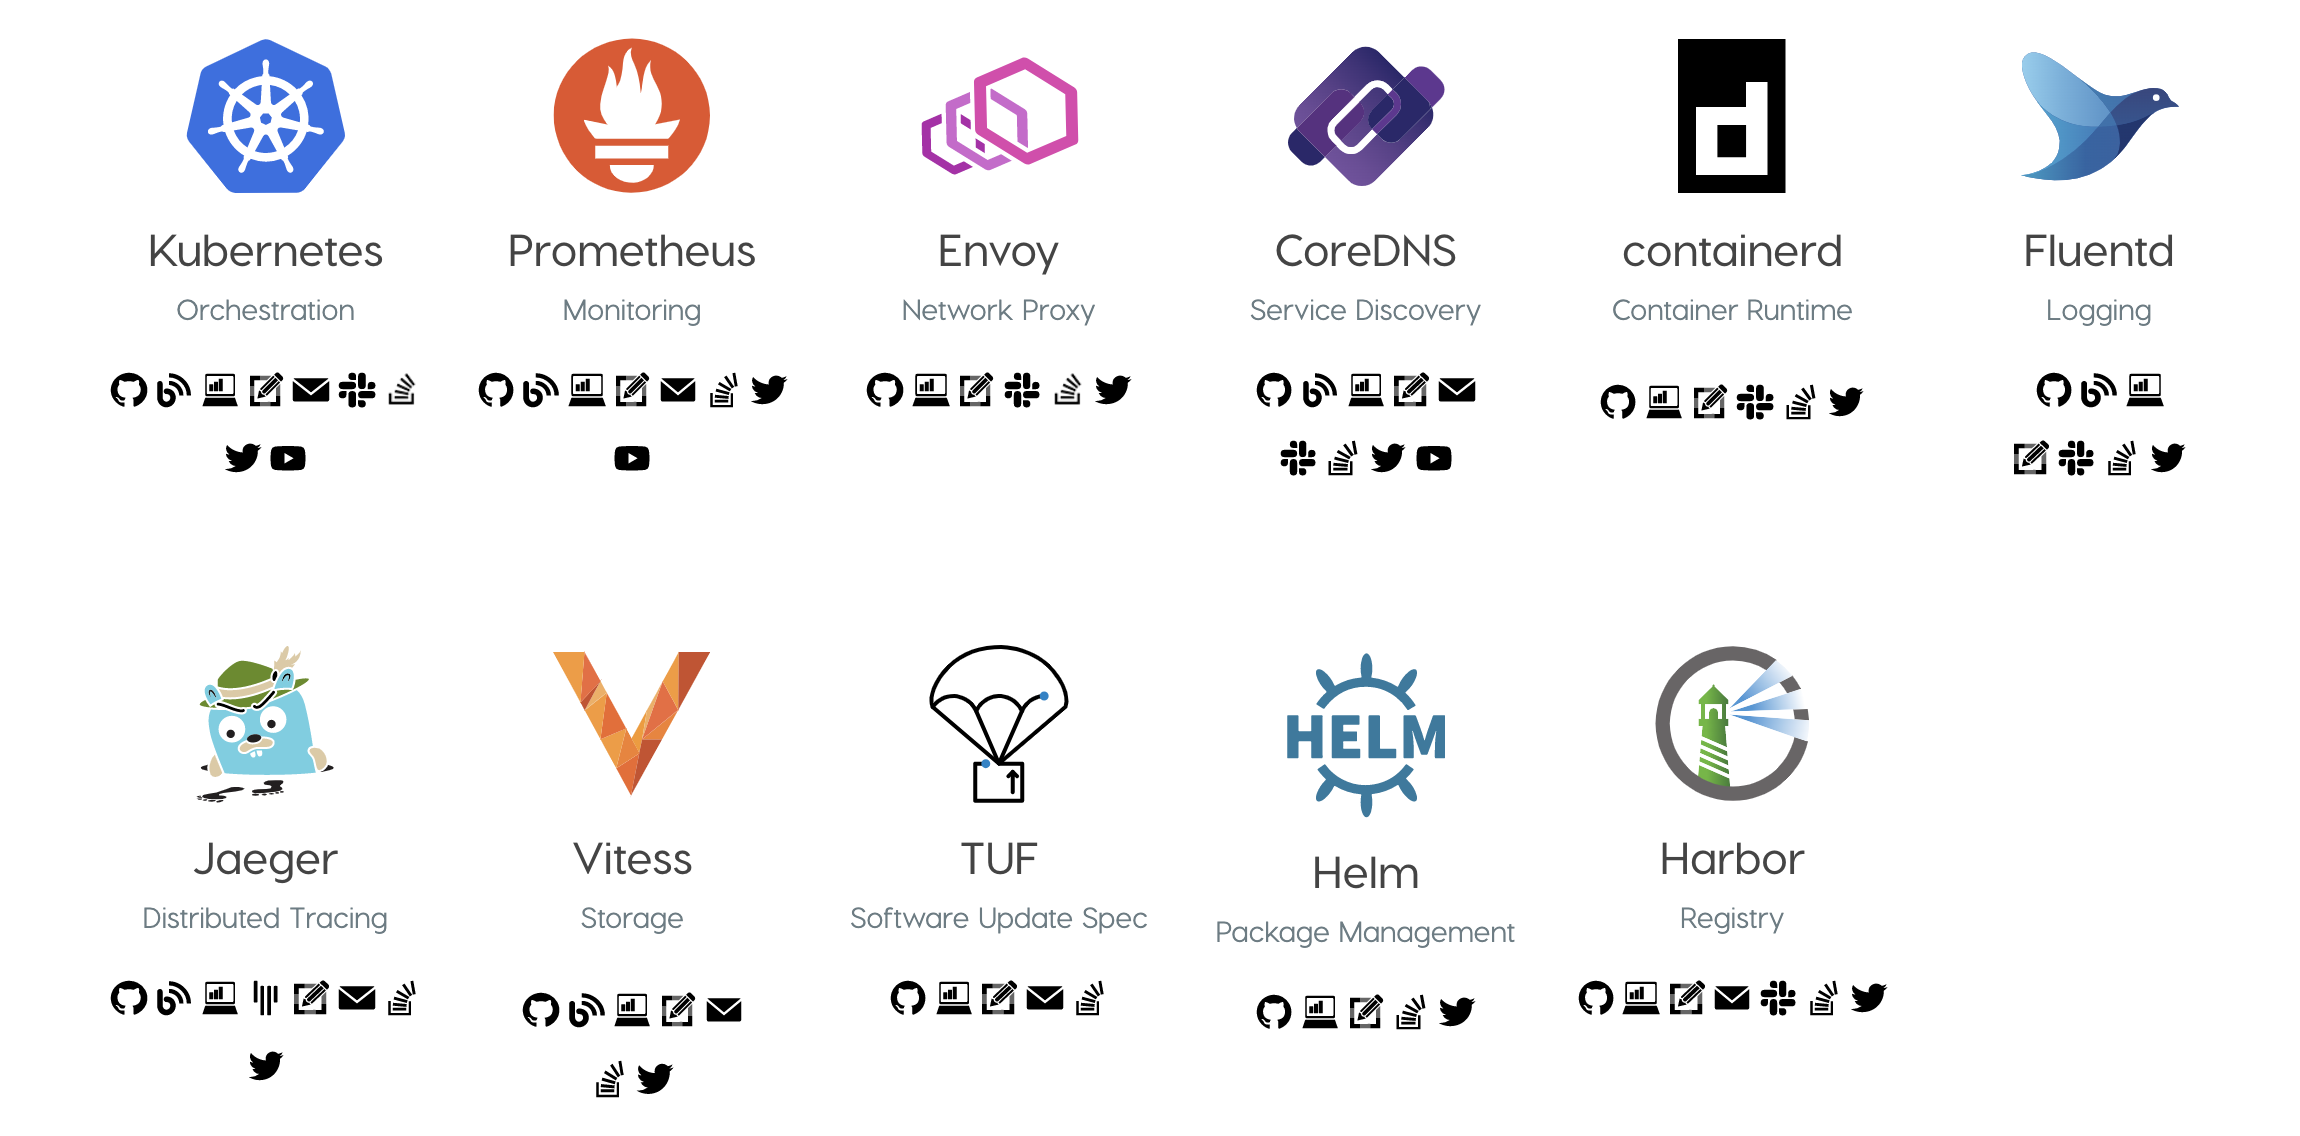 Kubernetes
Orchestration
Prometheus
Monitoring
Envoy
Network Proxy
CoreDNS
Service Discovery
containerd
Container Runtime
Fluentd
Logging
Jaeger
Distributed Tracing
Vitess
Storage
TUF
Software Update Spec
HELM
Helm
Package Management
Harbor
Registry